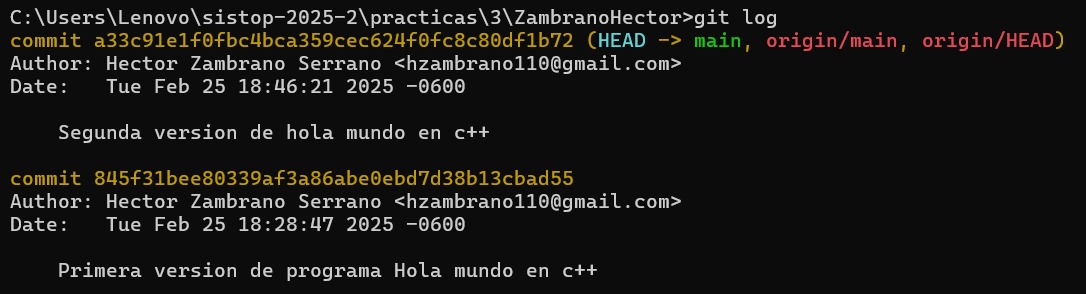 C:\Users\Lenovo\sistop-2025-2\practicas\3\ZambranoHector>git log
commit a33c91e1f0fbc4bca359cec624f0fc8c80df1b72 (HEAD -> main, origin/main, origin/HEAD)
Author: Hector Zambrano Serrano <hzambrano110@gmail.com>
Date:   Tue Feb 25 18:46:21 2025 -0600
Segunda version de hola mundo en c++
commit 845f31bee80339af3a86abe0ebd7d38b13cbad55
Author: Hector Zambrano Serrano <hzambrano110@gmail.com>
Date:   Tue Feb 25 18:28:47 2025 -0600
Primera version de programa Hola mundo en c++